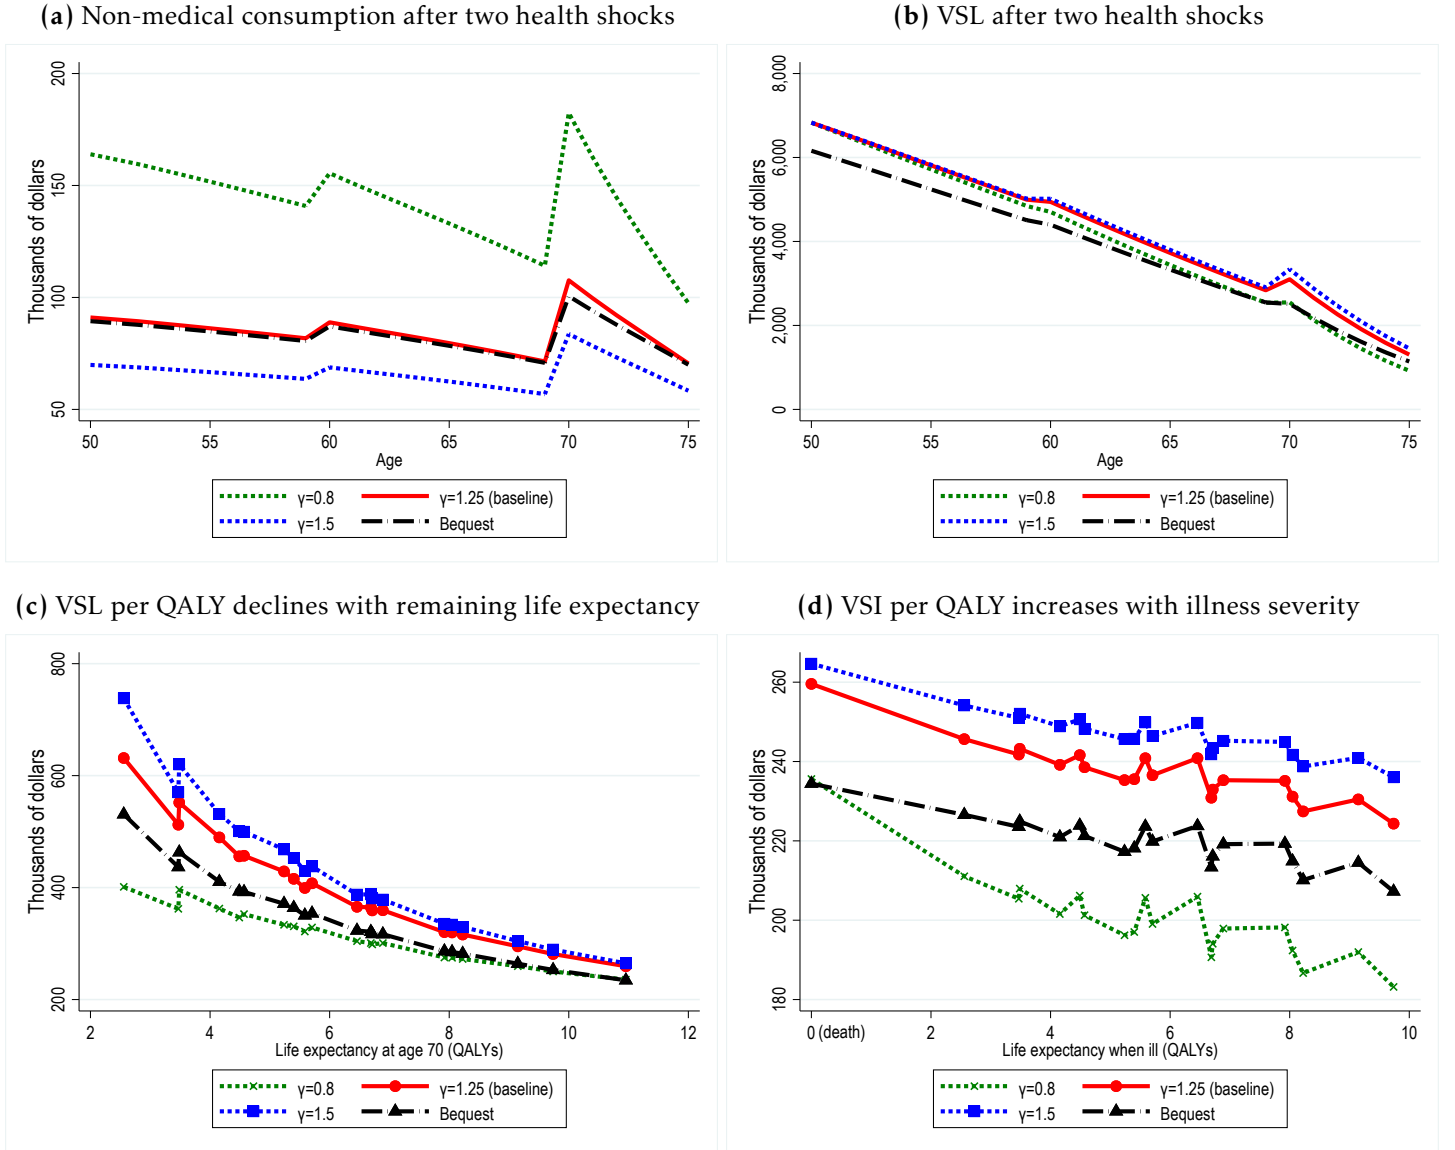 (a) Non-medical consumption after two health shocks
200
150
100
50
Thousands of dollars
50 55 60 65 70 75
Age
γ=0.8 γ=1.25 (baseline)
γ=1.5 Bequest
(b) VSL after two health shocks
8,000
6,000
4,000
2,000
0
Thousands of dollars
50 55 60 65 70 75
Age
γ=0.8 γ=1.25 (baseline)
γ=1.5 Bequest
(c) VSL per QALY declines with remaining life expectancy
800
600
400
200
Thousands of dollars
2 4 6 8 10 12
Life expectancy at age 70 (QALYs)
γ=0.8 γ=1.25 (baseline)
γ=1.5 Bequest
(d) VSI per QALY increases with illness severity
260
240
220
200
180
Thousands of dollars
0 (death) 2 4 6 8 10
Life expectancy when ill (QALYs)
γ=0.8 γ=1.25 (baseline)
γ=1.5 Bequest